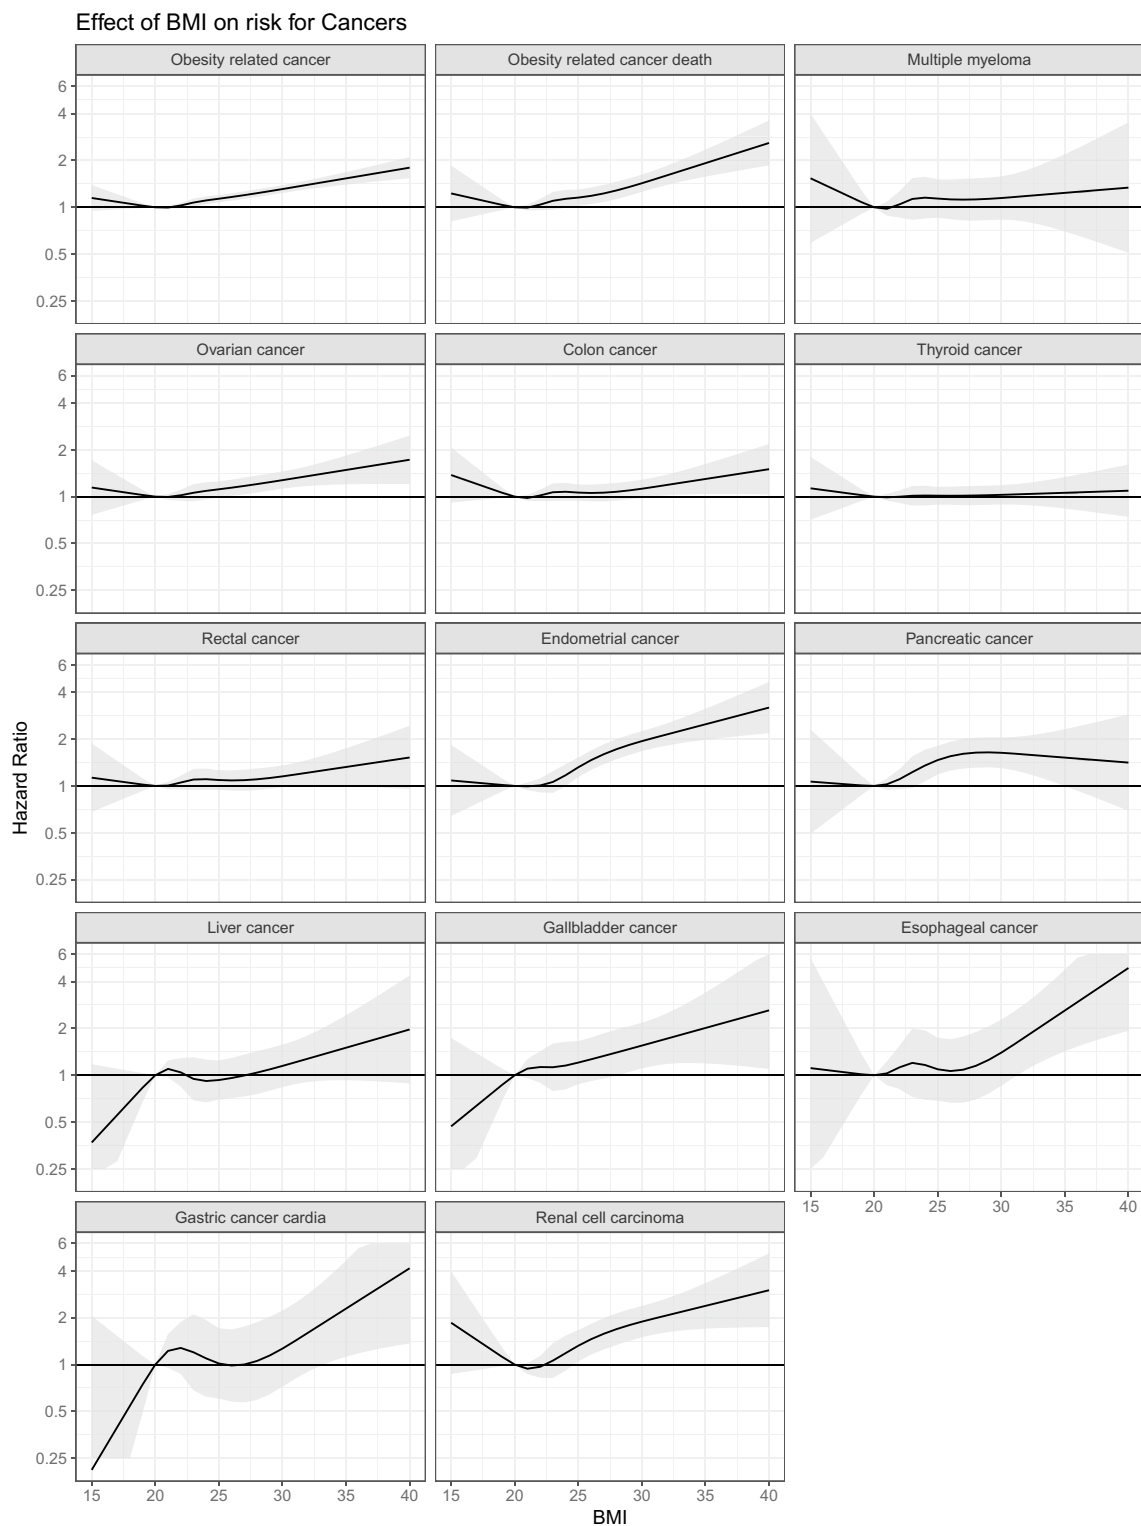 Effect of BMI on risk for Cancers
Obesity related cancer
Obesity related cancer death
Multiple myeloma
6
4
2
1
0.5
0.25
Ovarian cancer
Colon cancer
Thyroid cancer
6
4
2
1
0.5
0.25
Rectal cancer
Endometrial cancer
Pancreatic cancer
6
4
2
1
0.5
0.25
Hazard Ratio
Liver cancer
Gallbladder cancer
Esophageal cancer
6
4
2
1
0.5
0.25
15 20 25 30 35 40
Gastric cancer cardia
Renal cell carcinoma
6
4
2
1
0.5
0.25
15 20 25 30 35 40
15 20 25 30 35 40
BMI